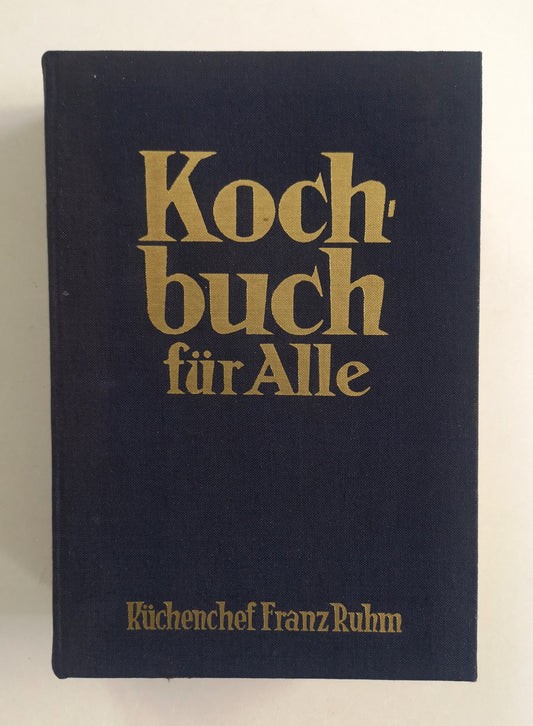 Koch-
buch
für Alle
Küchenchef Franz Ruhm